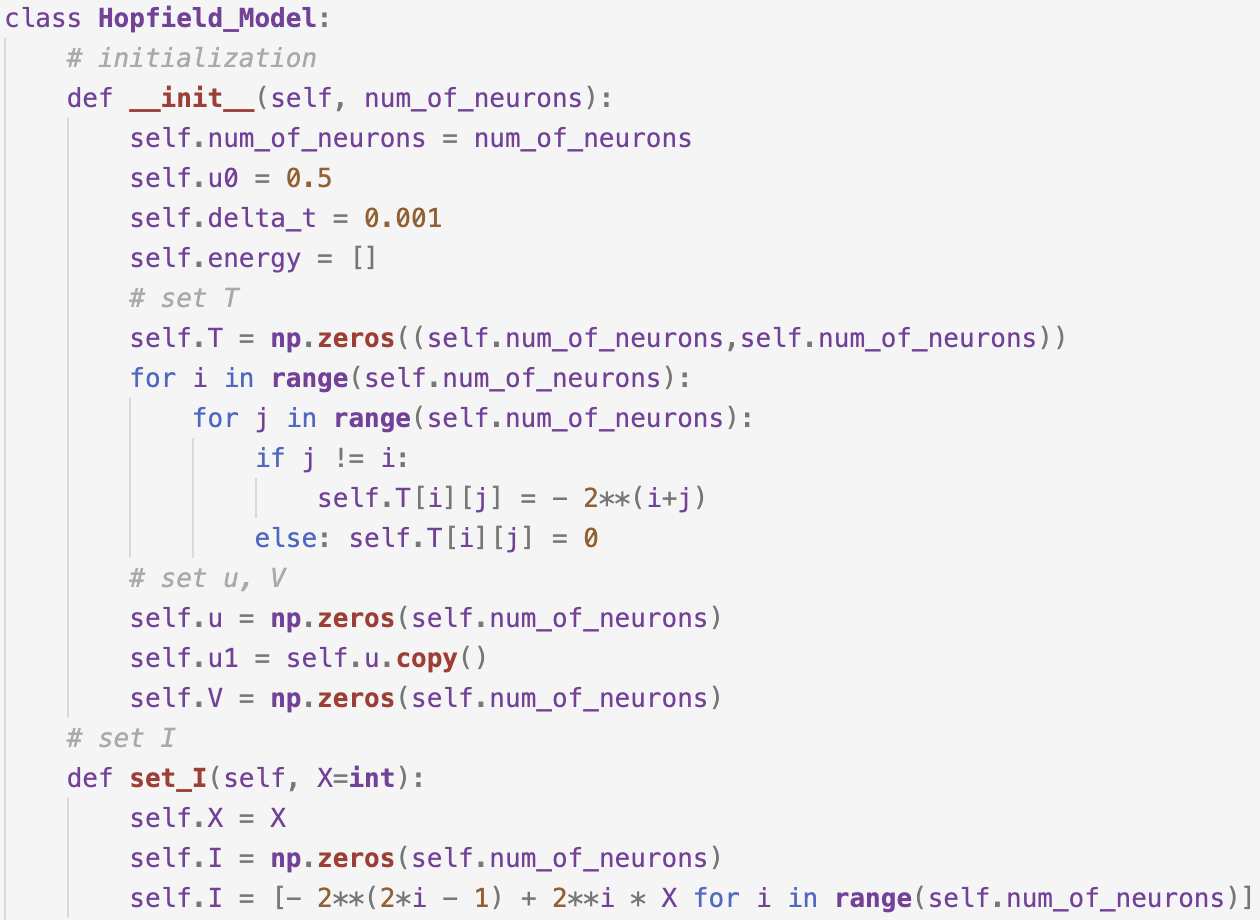 class Hopfield_Model:
    # initialization
    def __init__(self, num_of_neurons):
        self.num_of_neurons = num_of_neurons
        self.u0 = 0.5
        self.delta_t = 0.001
        self.energy = []
        # set T
        self.T = np.zeros((self.num_of_neurons,self.num_of_neurons))
        for i in range(self.num_of_neurons):
            for j in range(self.num_of_neurons):
                if j != i:
                    self.T[i][j] = - 2**(i+j)
                else: self.T[i][j] = 0
        # set u, V
        self.u = np.zeros(self.num_of_neurons)
        self.u1 = self.u.copy()
        self.V = np.zeros(self.num_of_neurons)
    # set I
    def set_I(self, X=int):
        self.X = X
        self.I = np.zeros(self.num_of_neurons)
        self.I = [- 2**(2*i - 1) + 2**i * X for i in range(self.num_of_neurons)]